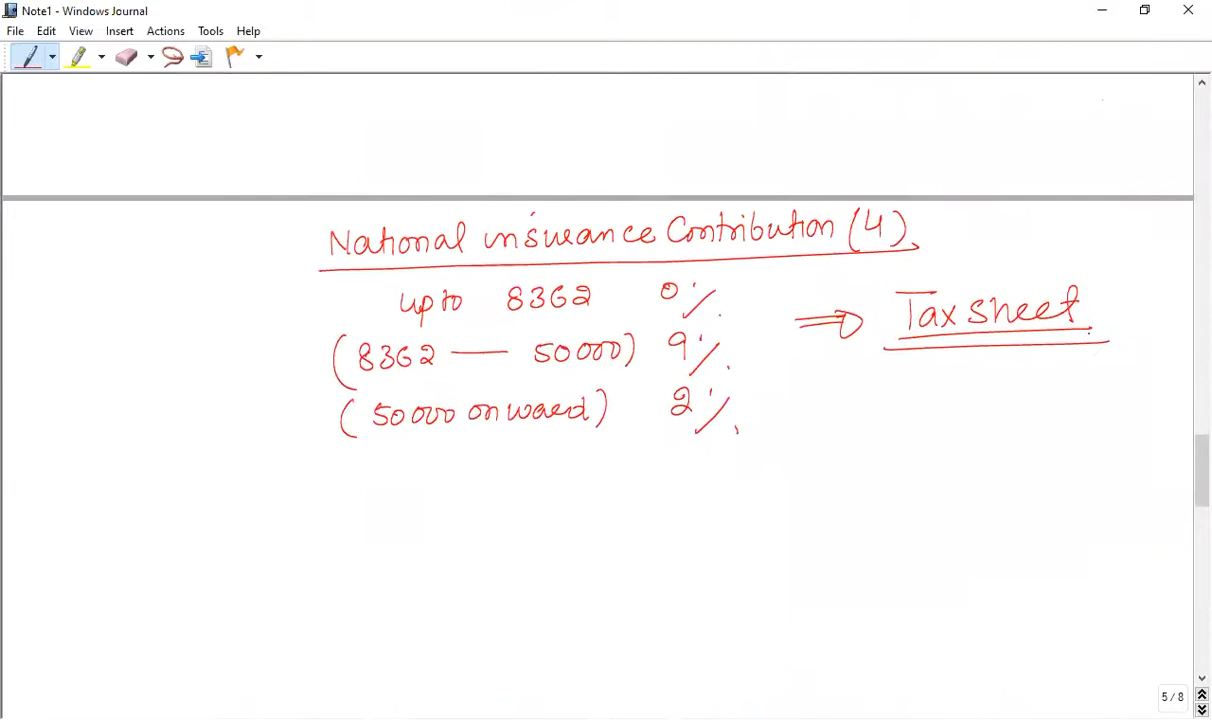 Note1 - Windows Journal
File Edit View Insert Actions Tools Help
National insurance Contribution (4).
upto 8362 0%.
(8362 — 50000) 9%.
(50000 onward) 2%.
⇒ Tax sheet.
5 / 8